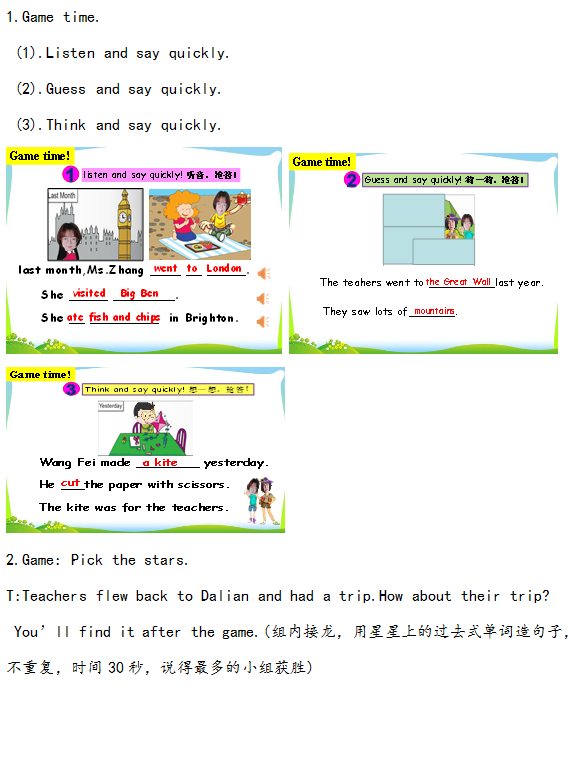 1.Game time.
(1).Listen and say quickly.
(2).Guess and say quickly.
(3).Think and say quickly.
Game time!
1 listen and say quickly! 听音，抢答!
Last Month
last month,Ms.Zhang went to London.
She visited Big Ben.
She ate fish and chips in Brighton.
Game time!
2 Guess and say quickly! 猜一猜，抢答!
The teahers went to the Great Wall last year.
They saw lots of mountains.
Game time!
3 Think and say quickly! 想一想，抢答!
Yesterday
Wang Fei made a kite yesterday.
He cut the paper with scissors.
The kite was for the teachers.
2.Game: Pick the stars.
T:Teachers flew back to Dalian and had a trip.How about their trip?
You’ll find it after the game.(组内接龙，用星星上的过去式单词造句子，
不重复，时间 30 秒，说得最多的小组获胜)